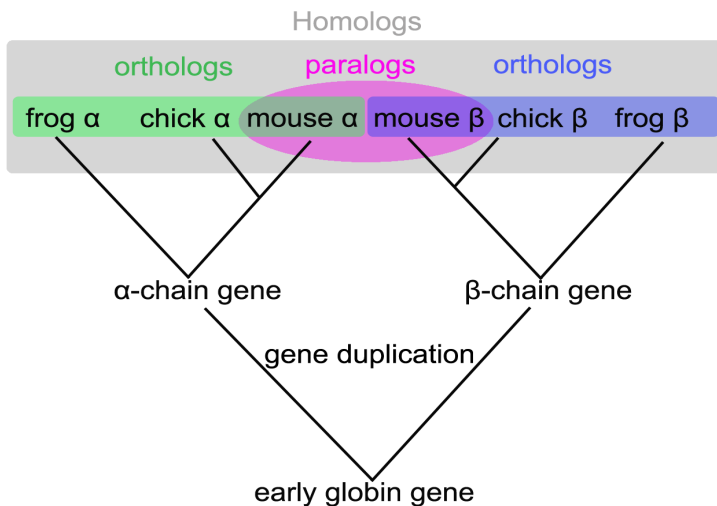 Homologs
orthologs paralogs orthologs
frog α chick α mouse α mouse β chick β frog β
α-chain gene β-chain gene
gene duplication
early globin gene